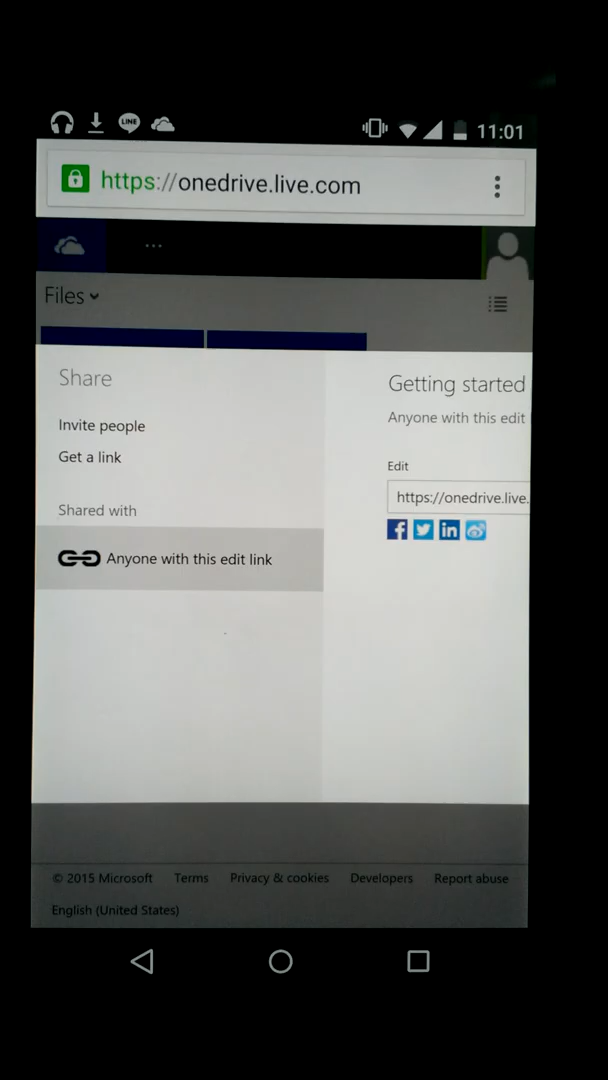 LINE
11:01
https://onedrive.live.com
...
Files
Share
Invite people
Get a link
Shared with
Anyone with this edit link
Getting started
Anyone with this edit
Edit
https://onedrive.live.
© 2015 Microsoft Terms Privacy & cookies Developers Report abuse
English (United States)